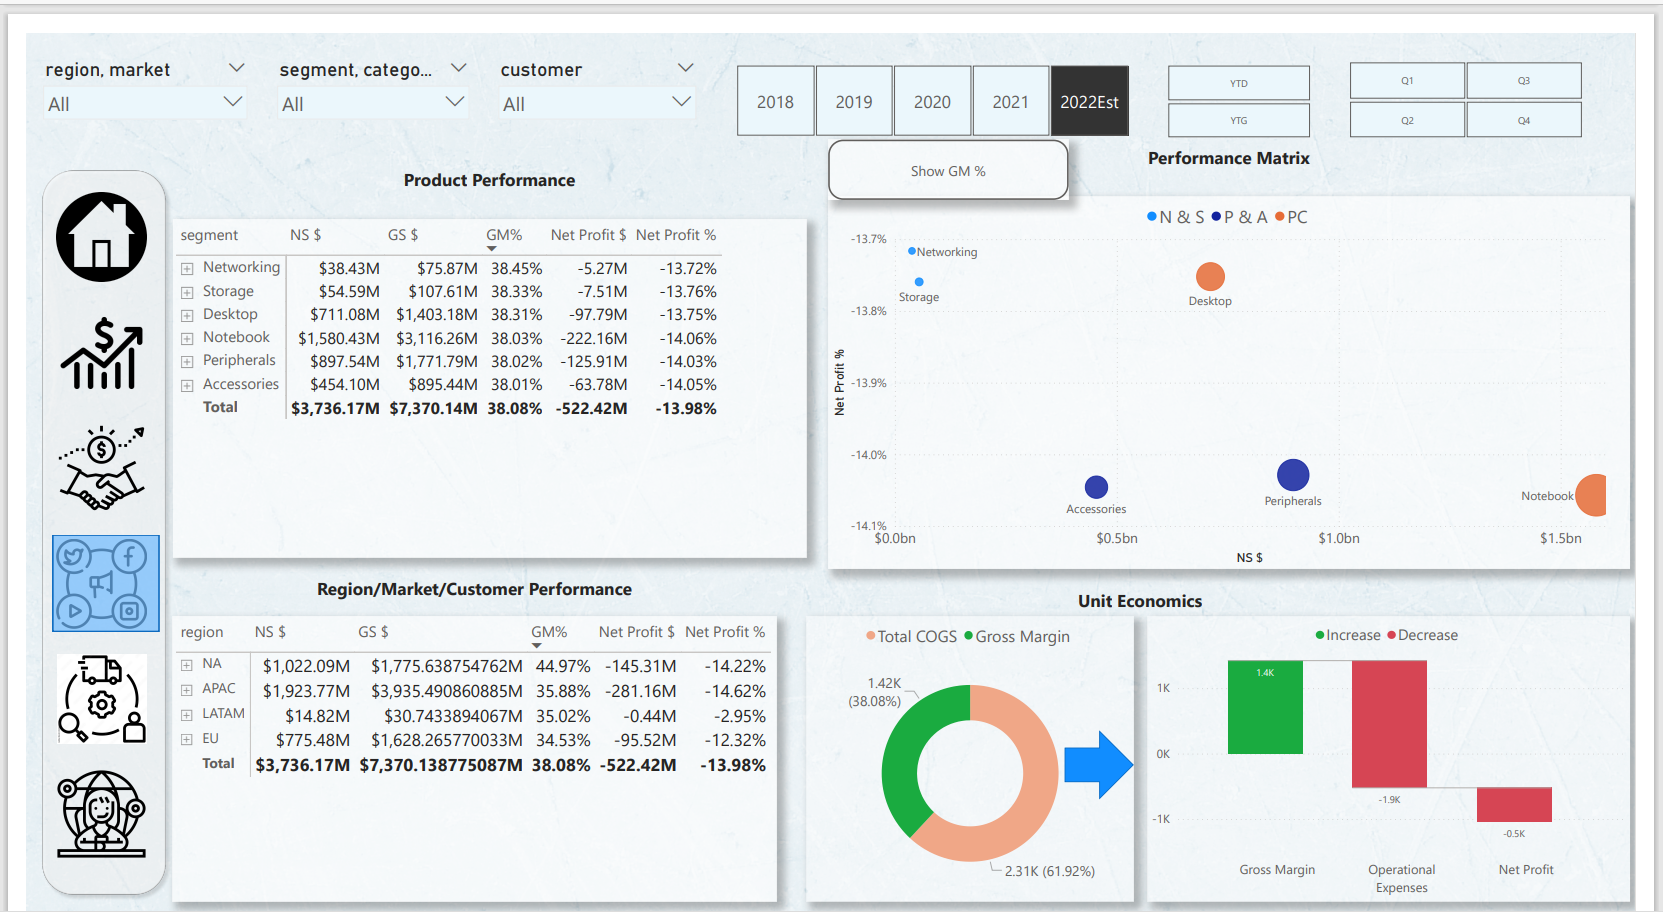 region, market
segment, catego...
customer
All
All
All
2018
2019
2020
2021
2022Est
YTD
YTG
Q1
Q3
Q2
Q4
Show GM %
Product Performance
segment NS $ GS $ GM% Net Profit $ Net Profit %
Networking $38.43M $75.87M 38.45% -5.27M -13.72%
Storage $54.59M $107.61M 38.33% -7.51M -13.76%
Desktop $711.08M $1,403.18M 38.31% -97.79M -13.75%
Notebook $1,580.43M $3,116.26M 38.03% -222.16M -14.06%
Peripherals $897.54M $1,771.79M 38.02% -125.91M -14.03%
Accessories $454.10M $895.44M 38.01% -63.78M -14.05%
Total $3,736.17M $7,370.14M 38.08% -522.42M -13.98%
Performance Matrix
N & S P & A PC
-13.7%
-13.8%
-13.9%
-14.0%
-14.1%
Net Profit %
Networking
Storage
Desktop
Accessories
Peripherals
Notebook
$0.0bn $0.5bn $1.0bn $1.5bn
NS $
Region/Market/Customer Performance
region NS $ GS $ GM% Net Profit $ Net Profit %
NA $1,022.09M $1,775.638754762M 44.97% -145.31M -14.22%
APAC $1,923.77M $3,935.490860885M 35.88% -281.16M -14.62%
LATAM $14.82M $30.7433894067M 35.02% -0.44M -2.95%
EU $775.48M $1,628.265770033M 34.53% -95.52M -12.32%
Total $3,736.17M $7,370.138775087M 38.08% -522.42M -13.98%
Unit Economics
Total COGS Gross Margin
1.42K
(38.08%)
2.31K (61.92%)
Increase Decrease
1K
0K
-1K
1.4K
-1.9K
-0.5K
Gross Margin
Operational
Expenses
Net Profit